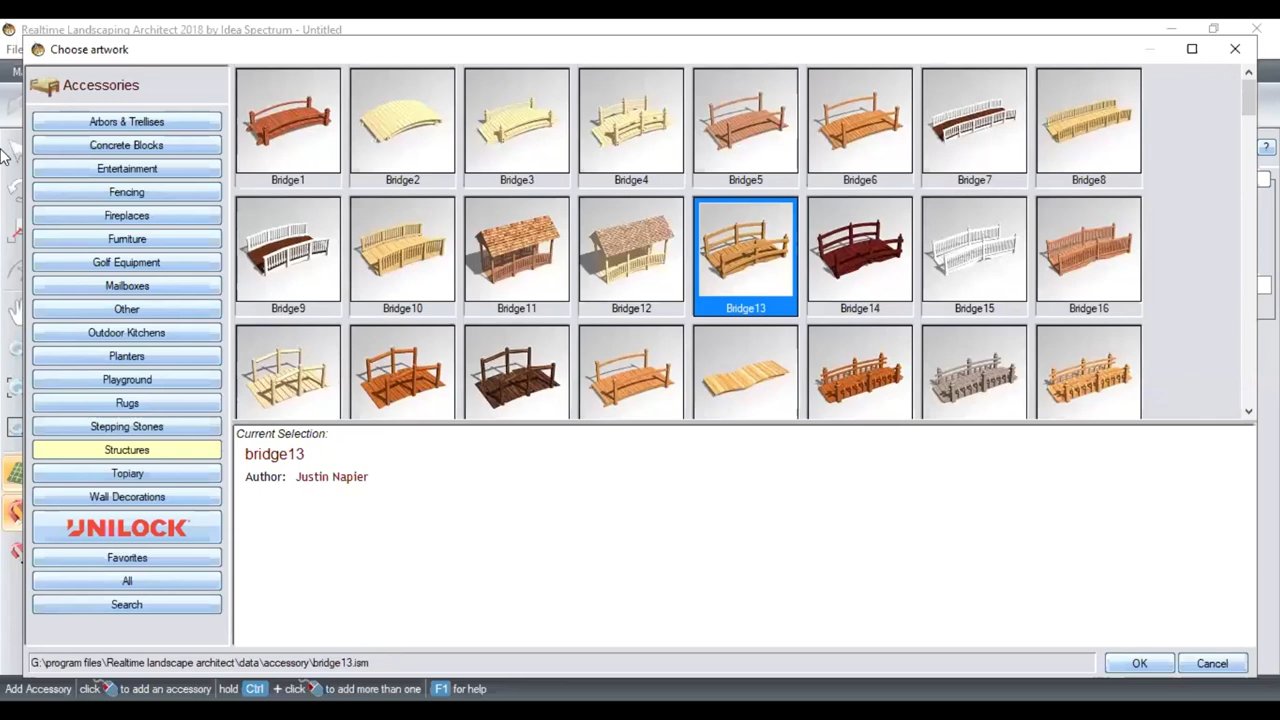 Realtime Landscaping Architect 2018 by Idea Spectrum - Untitled
Choose artwork
Accessories
Arbors & Trellises
Concrete Blocks
Entertainment
Fencing
Fireplaces
Furniture
Golf Equipment
Mailboxes
Other
Outdoor Kitchens
Planters
Playground
Rugs
Stepping Stones
Structures
Topiary
Wall Decorations
UNILOCK
Favorites
All
Search
Bridge1 Bridge2 Bridge3 Bridge4 Bridge5 Bridge6 Bridge7 Bridge8
Bridge9 Bridge10 Bridge11 Bridge12 Bridge13 Bridge14 Bridge15 Bridge16
Current Selection:
bridge13
Author: Justin Napier
G:\program files\Realtime landscape architect\data\accessory\bridge13.ism
OK Cancel
Add Accessory click to add an accessory hold Ctrl + click to add more than one F1 for help